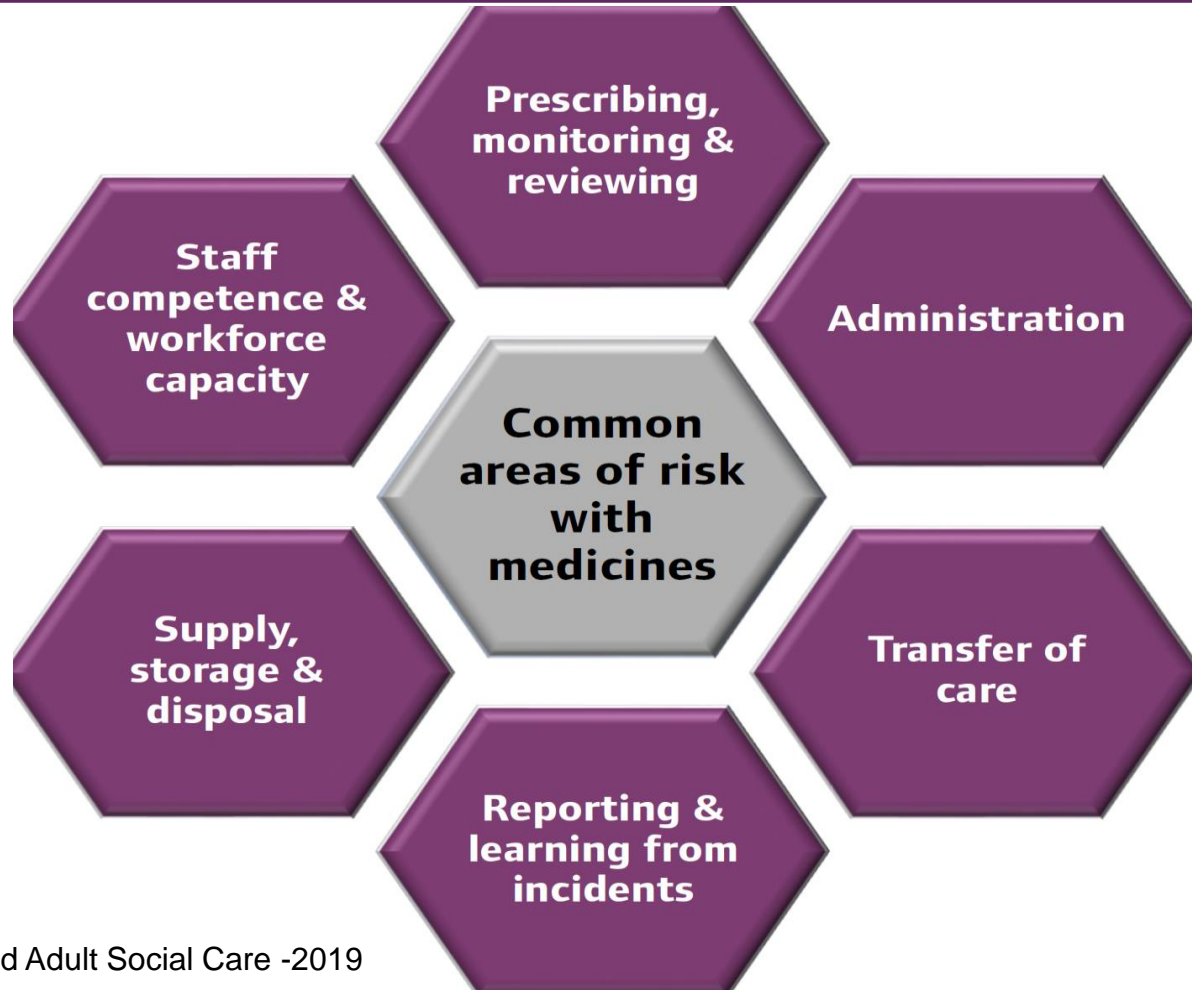 Prescribing,
monitoring &
reviewing
Staff
competence &
workforce
capacity
Administration
Common
areas of risk
with
medicines
Supply,
storage &
disposal
Transfer of
care
Reporting &
learning from
incidents
d Adult Social Care -2019